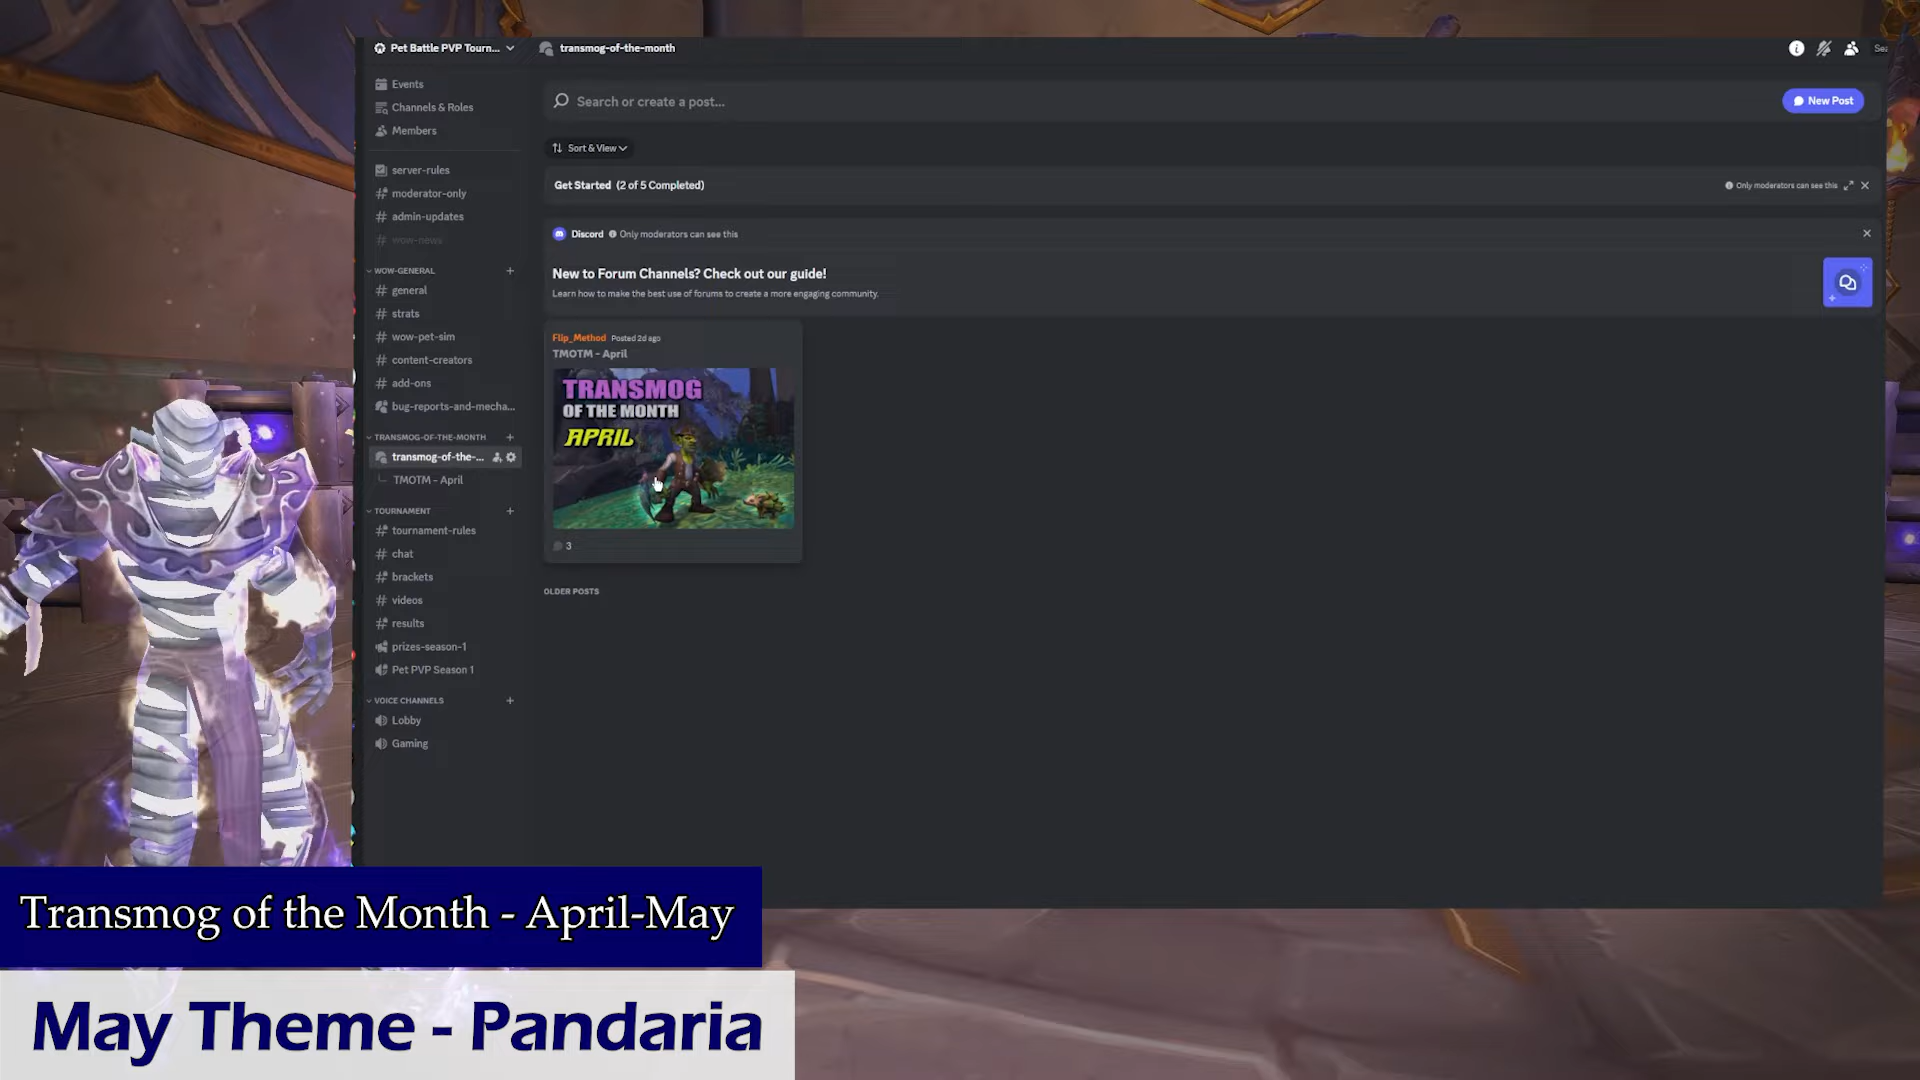 Pet Battle PVP Tourn...
transmog-of-the-month
Events
Channels & Roles
Members
server-rules
moderator-only
admin-updates
wow-news
WOW-GENERAL
general
strats
wow-pet-sim
content-creators
add-ons
bug-reports-and-mecha...
TRANSMOG-OF-THE-MONTH
transmog-of-the-...
TMOTM - April
TOURNAMENT
tournament-rules
chat
brackets
videos
results
prizes-season-1
Pet PVP Season 1
VOICE CHANNELS
Lobby
Gaming
Search or create a post...
New Post
Sort & View
Get Started (2 of 5 Completed)
Only moderators can see this
Discord Only moderators can see this
New to Forum Channels? Check out our guide!
Learn how to make the best use of forums to create a more engaging community.
Flip_Method Posted 2d ago
TMOTM - April
TRANSMOG
OF THE MONTH
APRIL
3
OLDER POSTS
Transmog of the Month - April-May
May Theme - Pandaria